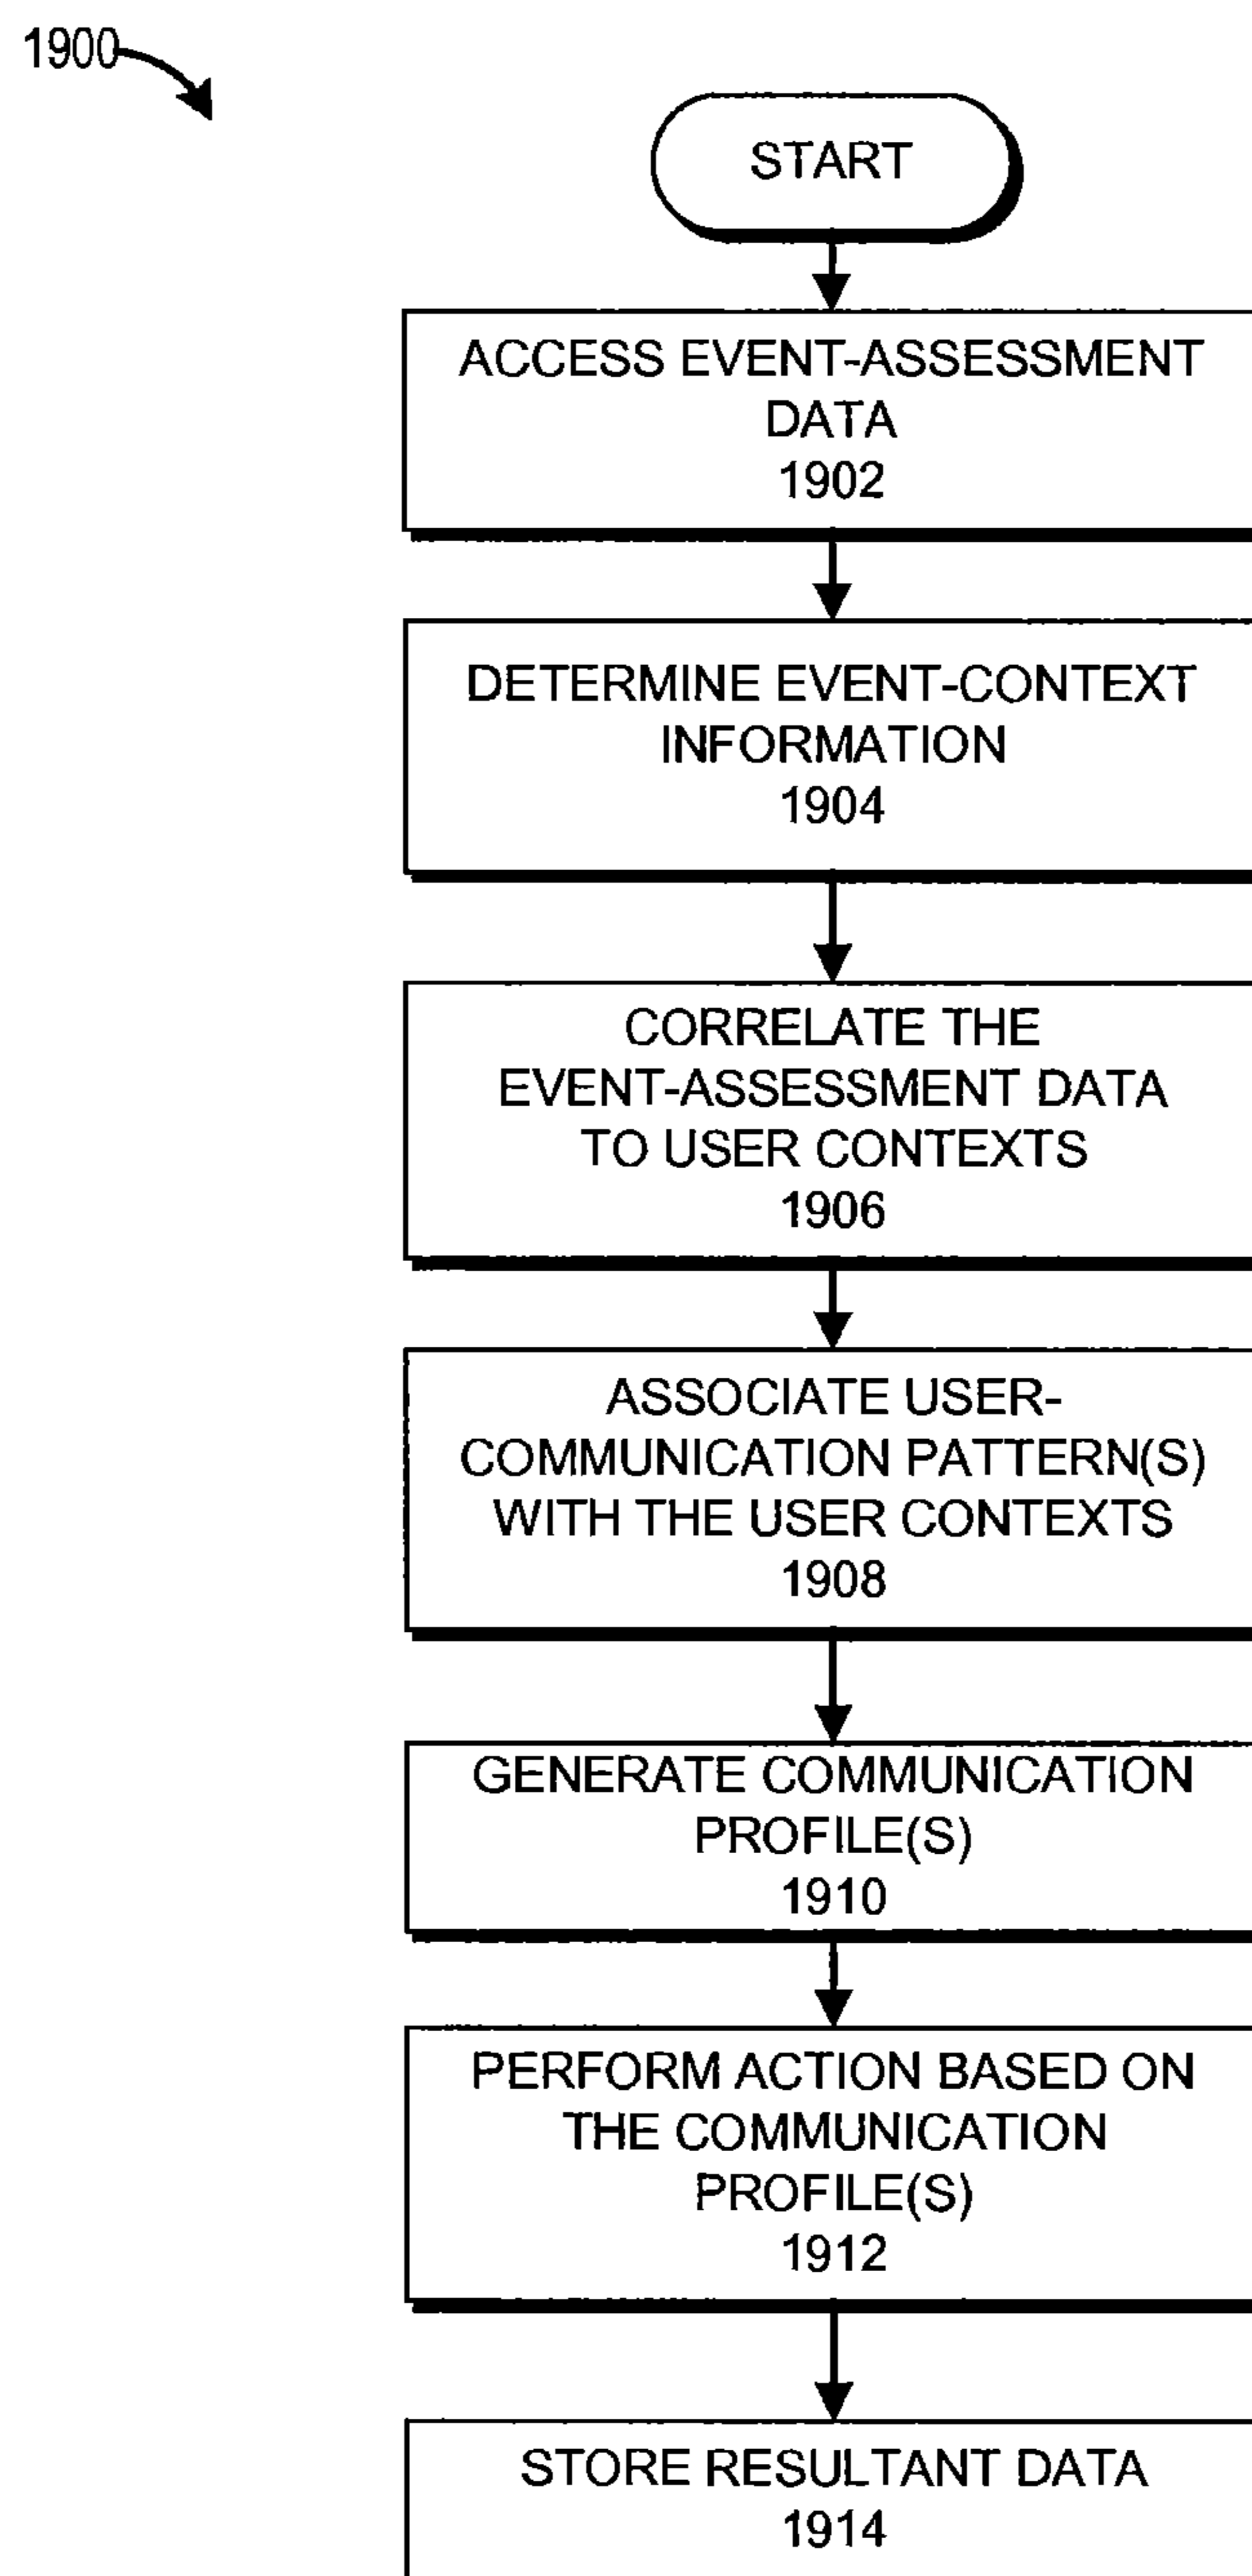 1900
START
ACCESS EVENT-ASSESSMENT
DATA
1902
DETERMINE EVENT-CONTEXT
INFORMATION
1904
CORRELATE THE
EVENT-ASSESSMENT DATA
TO USER CONTEXTS
1906
ASSOCIATE USER-
COMMUNICATION PATTERN(S)
WITH THE USER CONTEXTS
1908
GENERATE COMMUNICATION
PROFILE(S)
1910
PERFORM ACTION BASED ON
THE COMMUNICATION
PROFILE(S)
1912
STORE RESULTANT DATA
1914